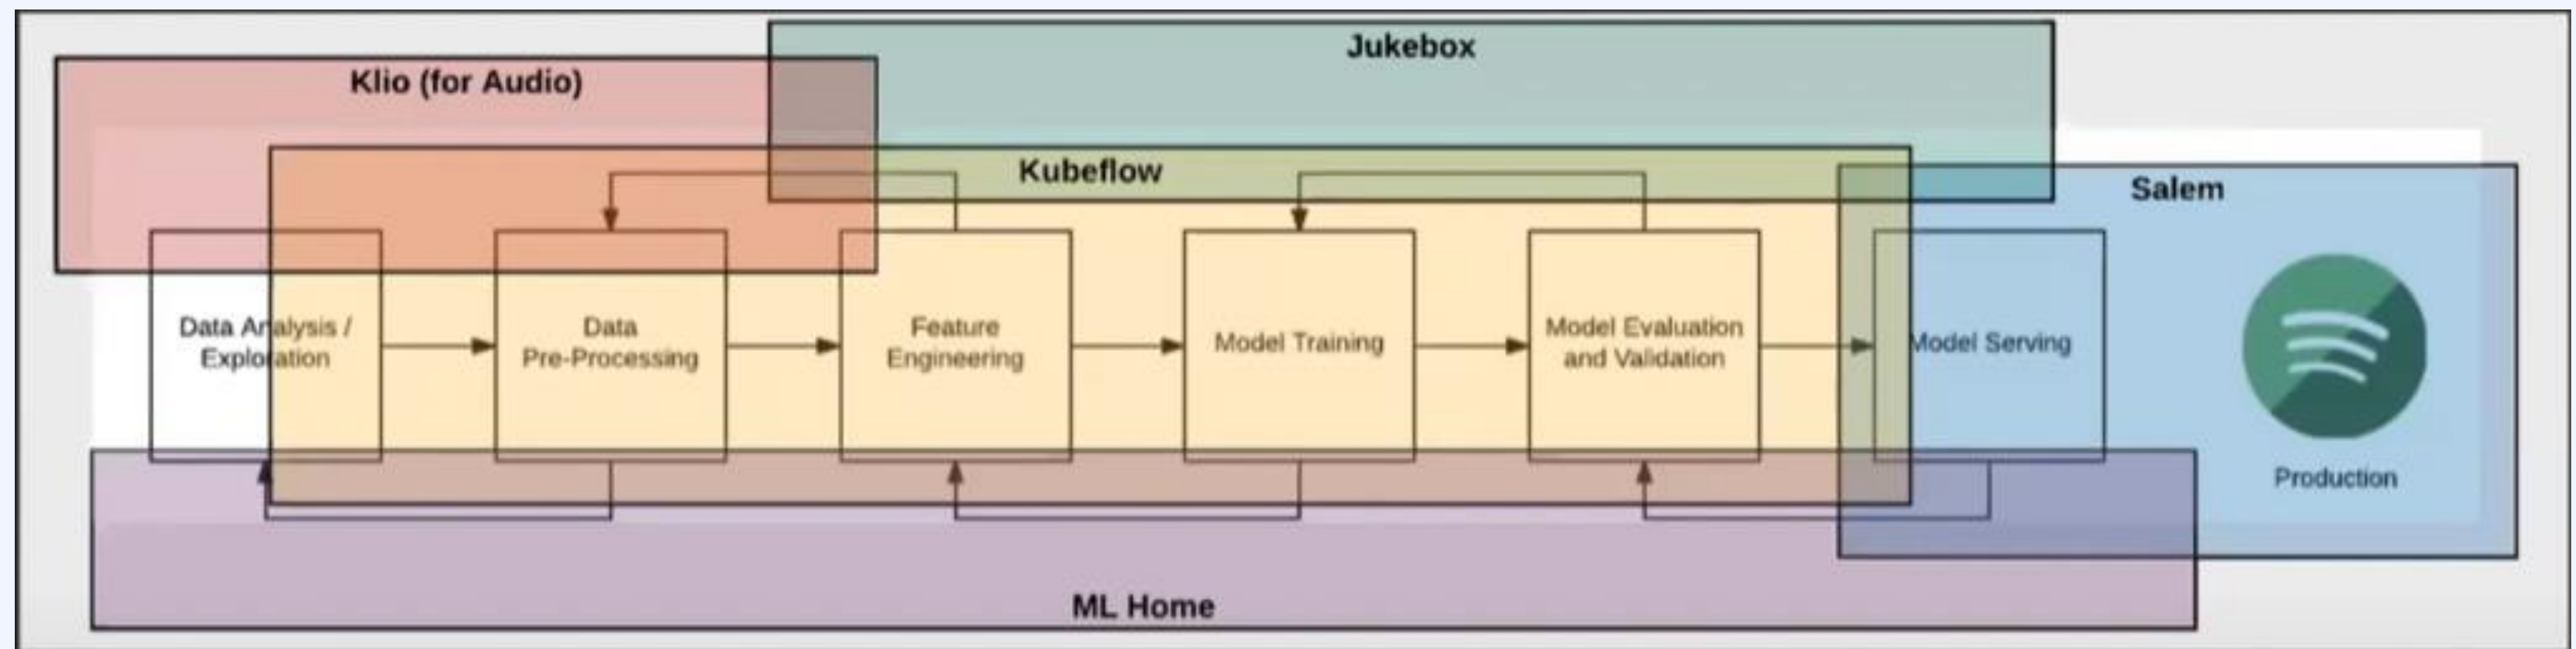 Jukebox
Klio (for Audio)
Kubeflow
Salem
Data Analysis /
Exploration
Data
Pre-Processing
Feature
Engineering
Model Training
Model Evaluation
and Validation
Model Serving
Production
ML Home